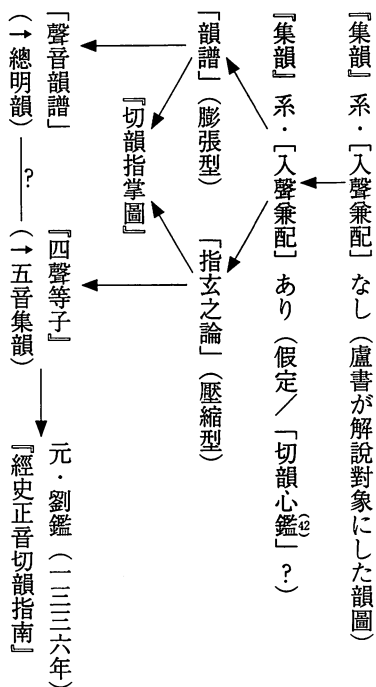 『集韻』系・[入聲兼配]なし(盧書が解説對象にした韻圖)
『集韻』系・[入聲兼配]あり(假定/「切韻心鑑」(42)?)
「韻譜」(膨張型)
「指玄之論」(壓縮型)
『切韻指掌圖』
「聲音韻譜」
(→總明韻)
?
『四聲等子』
(→五音集韻)
元・劉鑑(一三三六年)
『經史正音切韻指南』